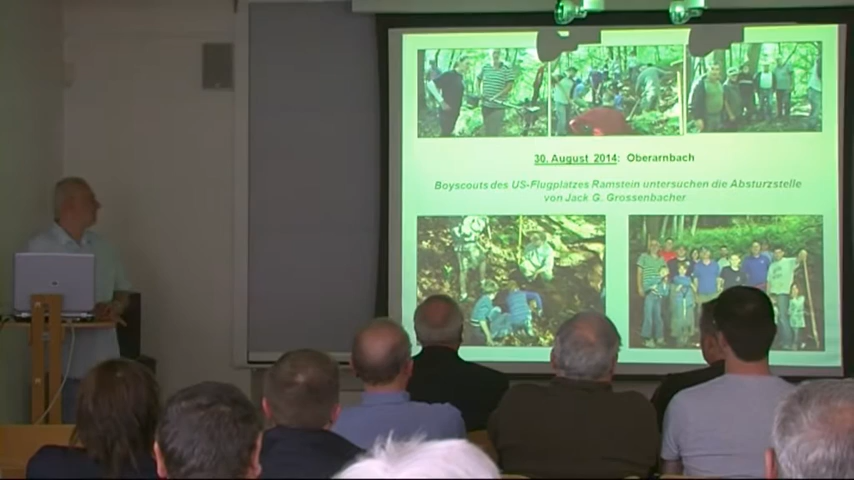 30. August 2014: Oberarnbach
Boyscouts des US-Flugplatzes Ramstein untersuchen die Absturzstelle
von Jack G. Grossenbacher